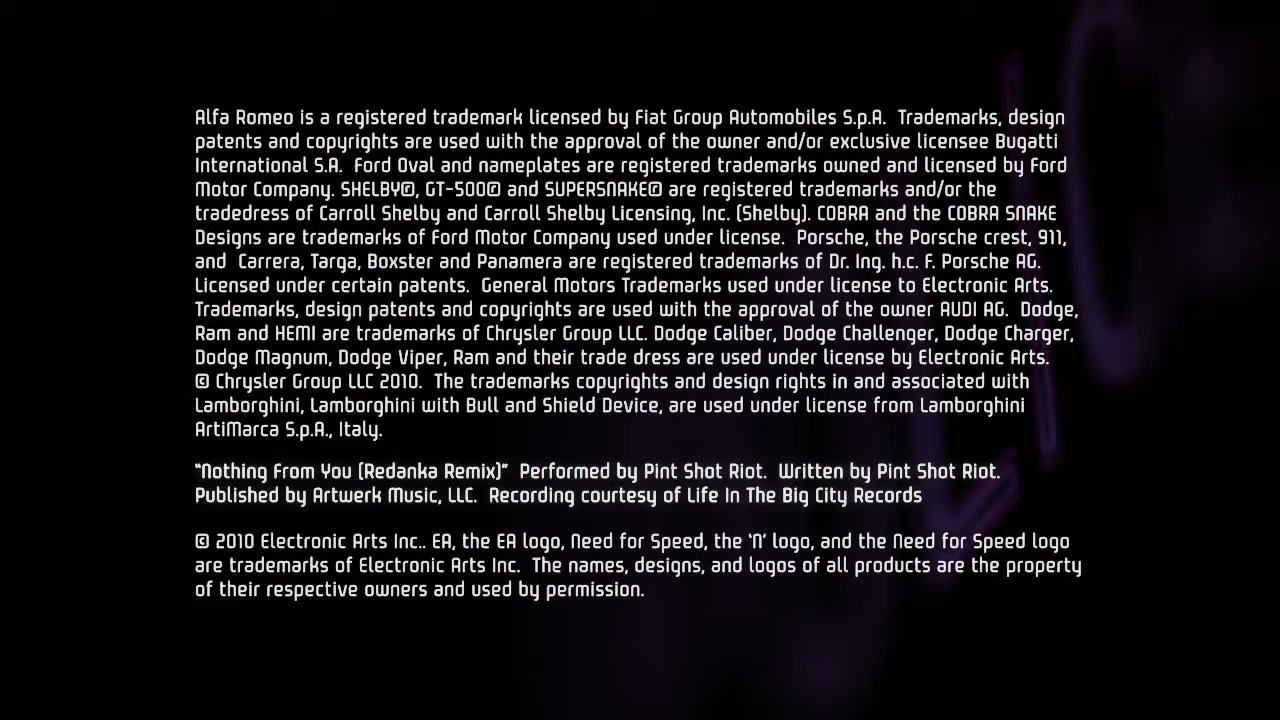 Alfa Romeo is a registered trademark licensed by Fiat Group Automobiles S.p.A.  Trademarks, design
patents and copyrights are used with the approval of the owner and/or exclusive licensee Bugatti
International S.A.  Ford Oval and nameplates are registered trademarks owned and licensed by Ford
Motor Company. SHELBY©, GT-500© and SUPERSNAKE© are registered trademarks and/or the
tradedress of Carroll Shelby and Carroll Shelby Licensing, Inc. (Shelby). COBRA and the COBRA SNAKE
Designs are trademarks of Ford Motor Company used under license.  Porsche, the Porsche crest, 911,
and  Carrera, Targa, Boxster and Panamera are registered trademarks of Dr. Ing. h.c. F. Porsche AG.
Licensed under certain patents.  General Motors Trademarks used under license to Electronic Arts.
Trademarks, design patents and copyrights are used with the approval of the owner AUDI AG.  Dodge,
Ram and HEMI are trademarks of Chrysler Group LLC. Dodge Caliber, Dodge Challenger, Dodge Charger,
Dodge Magnum, Dodge Viper, Ram and their trade dress are used under license by Electronic Arts.
© Chrysler Group LLC 2010.  The trademarks copyrights and design rights in and associated with
Lamborghini, Lamborghini with Bull and Shield Device, are used under license from Lamborghini
ArtiMarca S.p.A., Italy.
“Nothing From You (Redanka Remix)”  Performed by Pint Shot Riot.  Written by Pint Shot Riot.
Published by Artwerk Music, LLC.  Recording courtesy of Life In The Big City Records
© 2010 Electronic Arts Inc.. EA, the EA logo, Need for Speed, the ‘N’ logo, and the Need for Speed logo
are trademarks of Electronic Arts Inc.  The names, designs, and logos of all products are the property
of their respective owners and used by permission.